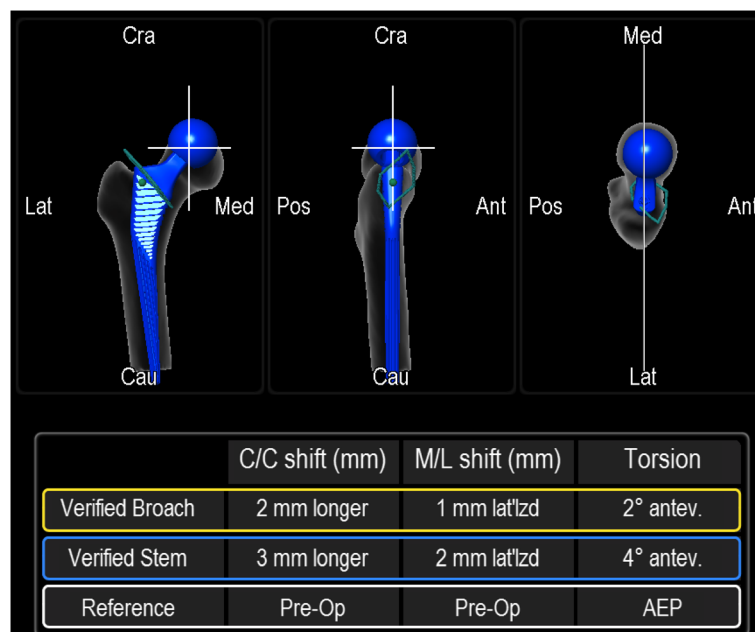 Cra Cra Med
Lat Med Pos Ant Pos Ant
Cau Cau Lat
C/C shift (mm) M/L shift (mm) Torsion
Verified Broach 2 mm longer 1 mm lat'lzd 2° antev.
Verified Stem 3 mm longer 2 mm lat'lzd 4° antev.
Reference Pre-Op Pre-Op AEP